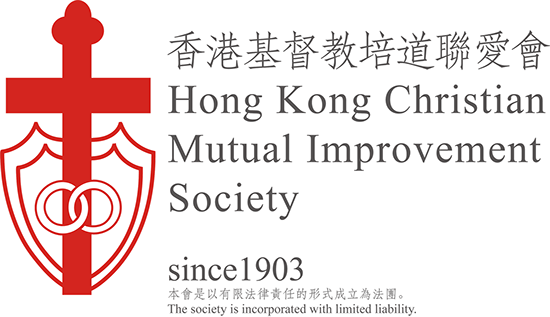 香港基督教培道聯愛會
Hong Kong Christian
Mutual Improvement
Society
since1903
本會是以有限法律責任的形式成立為法團。
The society is incorporated with limited liability.